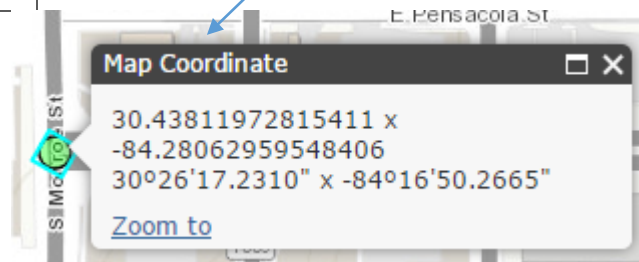 E Pensacola St
Map Coordinate
S Monroe St
30.43811972815411 x
-84.28062959548406
30º26'17.2310" x -84º16'50.2665"
Zoom to